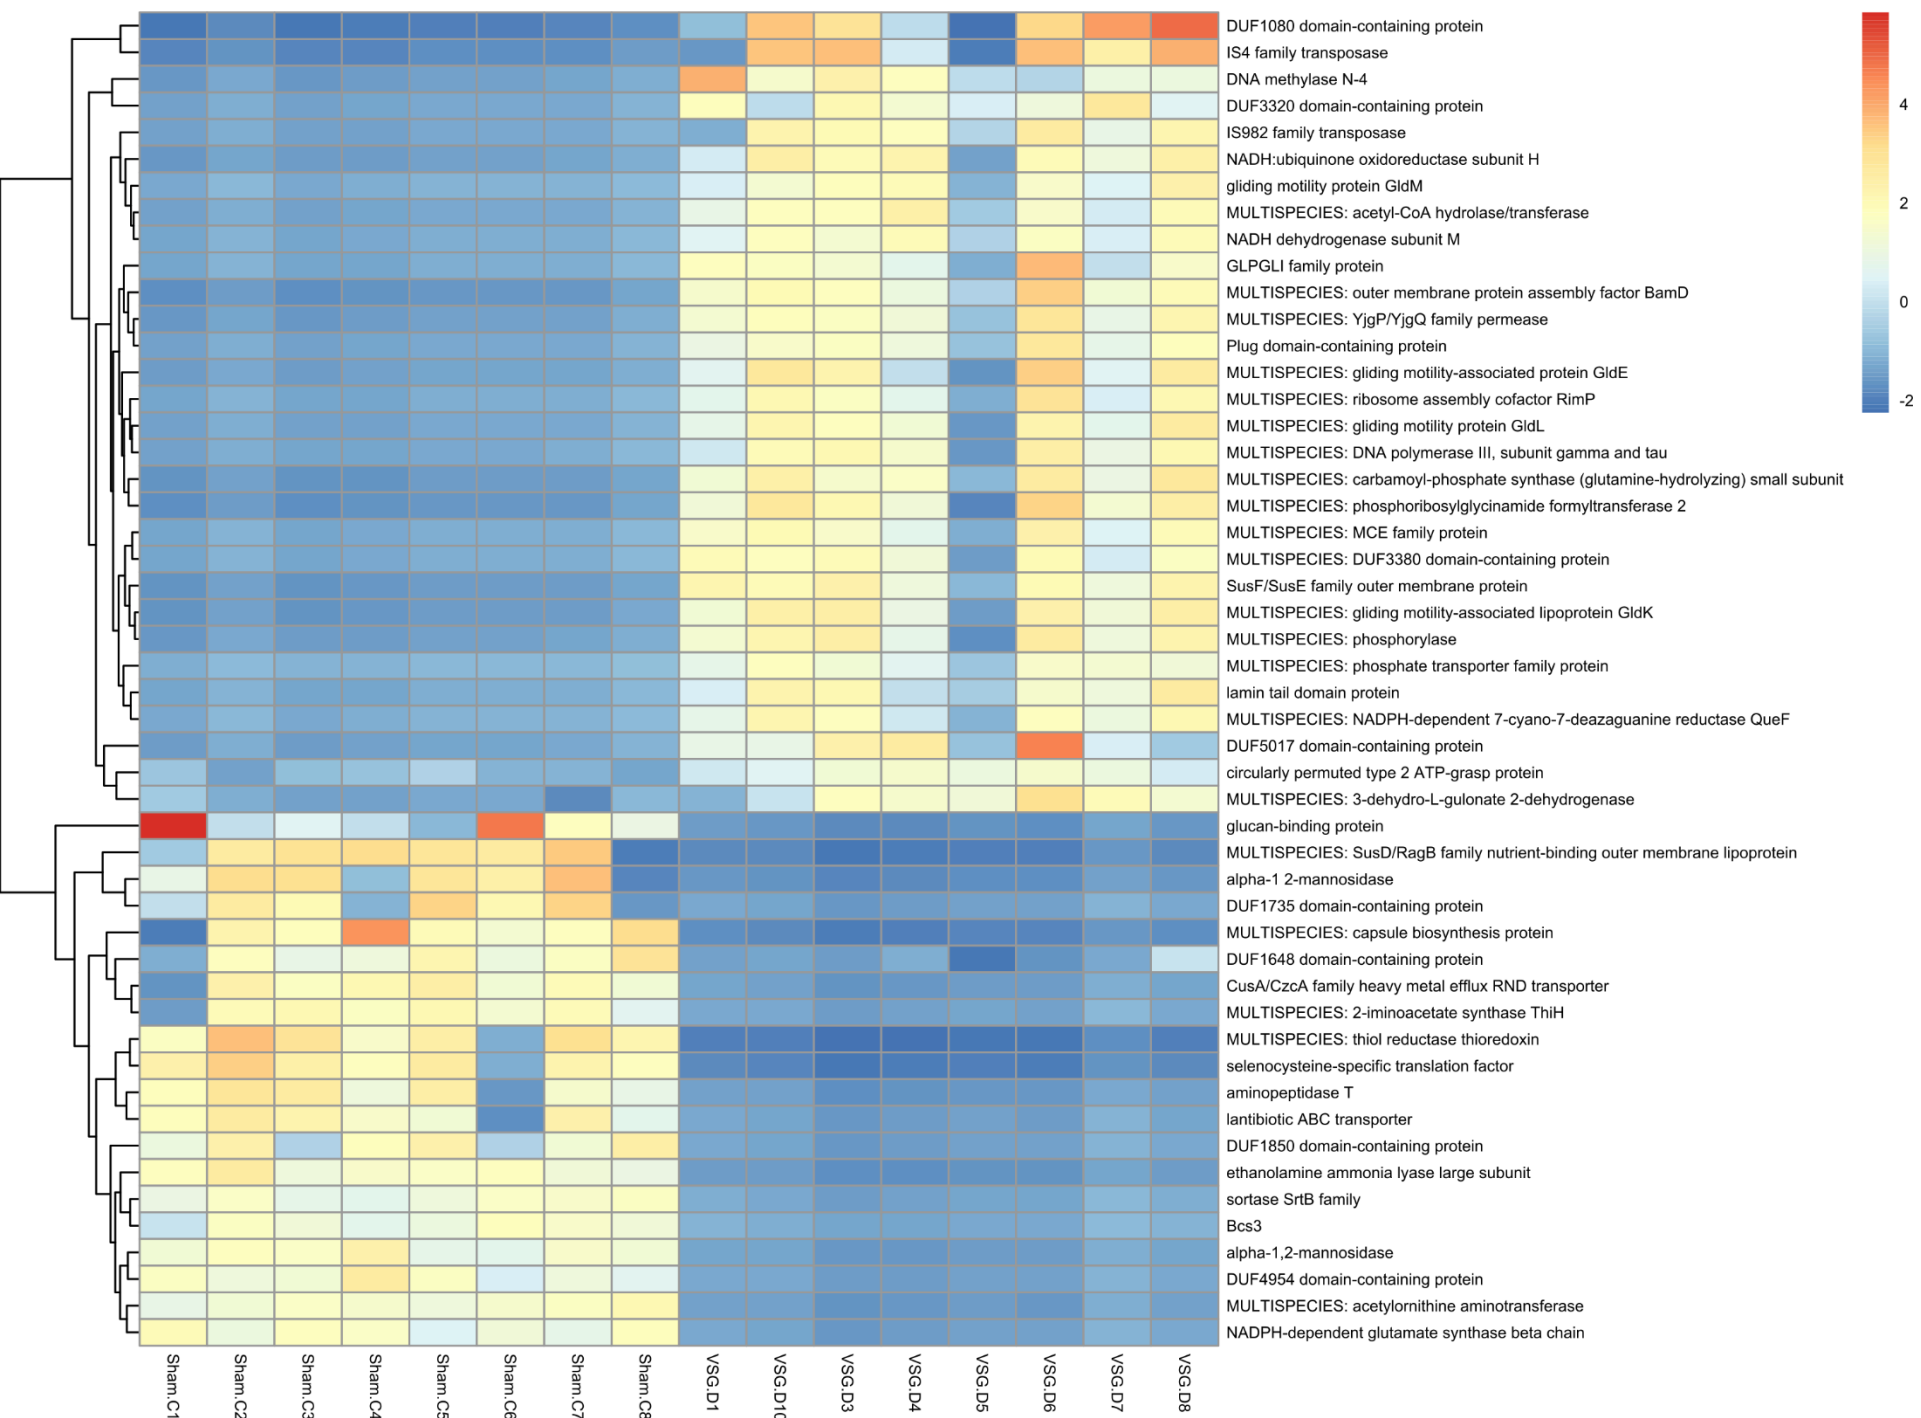 DUF1080 domain-containing protein
IS4 family transposase
DNA methylase N-4
DUF3320 domain-containing protein
IS982 family transposase
NADH:ubiquinone oxidoreductase subunit H
gliding motility protein GldM
MULTISPECIES: acetyl-CoA hydrolase/transferase
NADH dehydrogenase subunit M
GLPGLI family protein
MULTISPECIES: outer membrane protein assembly factor BamD
MULTISPECIES: YjgP/YjgQ family permease
Plug domain-containing protein
MULTISPECIES: gliding motility-associated protein GldE
MULTISPECIES: ribosome assembly cofactor RimP
MULTISPECIES: gliding motility protein GldL
MULTISPECIES: DNA polymerase III, subunit gamma and tau
MULTISPECIES: carbamoyl-phosphate synthase (glutamine-hydrolyzing) small subunit
MULTISPECIES: phosphoribosylglycinamide formyltransferase 2
MULTISPECIES: MCE family protein
MULTISPECIES: DUF3380 domain-containing protein
SusF/SusE family outer membrane protein
MULTISPECIES: gliding motility-associated lipoprotein GldK
MULTISPECIES: phosphorylase
MULTISPECIES: phosphate transporter family protein
lamin tail domain protein
MULTISPECIES: NADPH-dependent 7-cyano-7-deazaguanine reductase QueF
DUF5017 domain-containing protein
circularly permuted type 2 ATP-grasp protein
MULTISPECIES: 3-dehydro-L-gulonate 2-dehydrogenase
glucan-binding protein
MULTISPECIES: SusD/RagB family nutrient-binding outer membrane lipoprotein
alpha-1 2-mannosidase
DUF1735 domain-containing protein
MULTISPECIES: capsule biosynthesis protein
DUF1648 domain-containing protein
CusA/CzcA family heavy metal efflux RND transporter
MULTISPECIES: 2-iminoacetate synthase ThiH
MULTISPECIES: thiol reductase thioredoxin
selenocysteine-specific translation factor
aminopeptidase T
lantibiotic ABC transporter
DUF1850 domain-containing protein
ethanolamine ammonia lyase large subunit
sortase SrtB family
Bcs3
alpha-1,2-mannosidase
DUF4954 domain-containing protein
MULTISPECIES: acetylornithine aminotransferase
NADPH-dependent glutamate synthase beta chain
4
2
0
-2
Sham.C1
Sham.C2
Sham.C3
Sham.C4
Sham.C5
Sham.C6
Sham.C7
Sham.C8
VSG.D1
VSG.D10
VSG.D3
VSG.D4
VSG.D5
VSG.D6
VSG.D7
VSG.D8